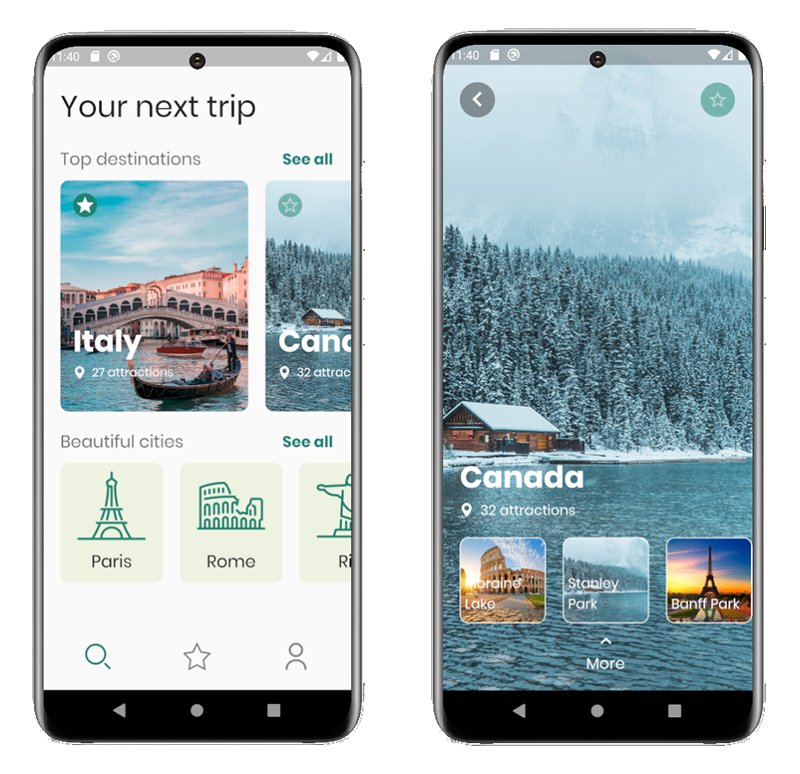 11:40
Your next trip
Top destinations
See all
Italy
27 attractions
Cana
32 attrac
Beautiful cities
See all
Paris
Rome
Ri
11:40
Canada
32 attractions
Moraine
Lake
Stanley
Park
Banff Park
More